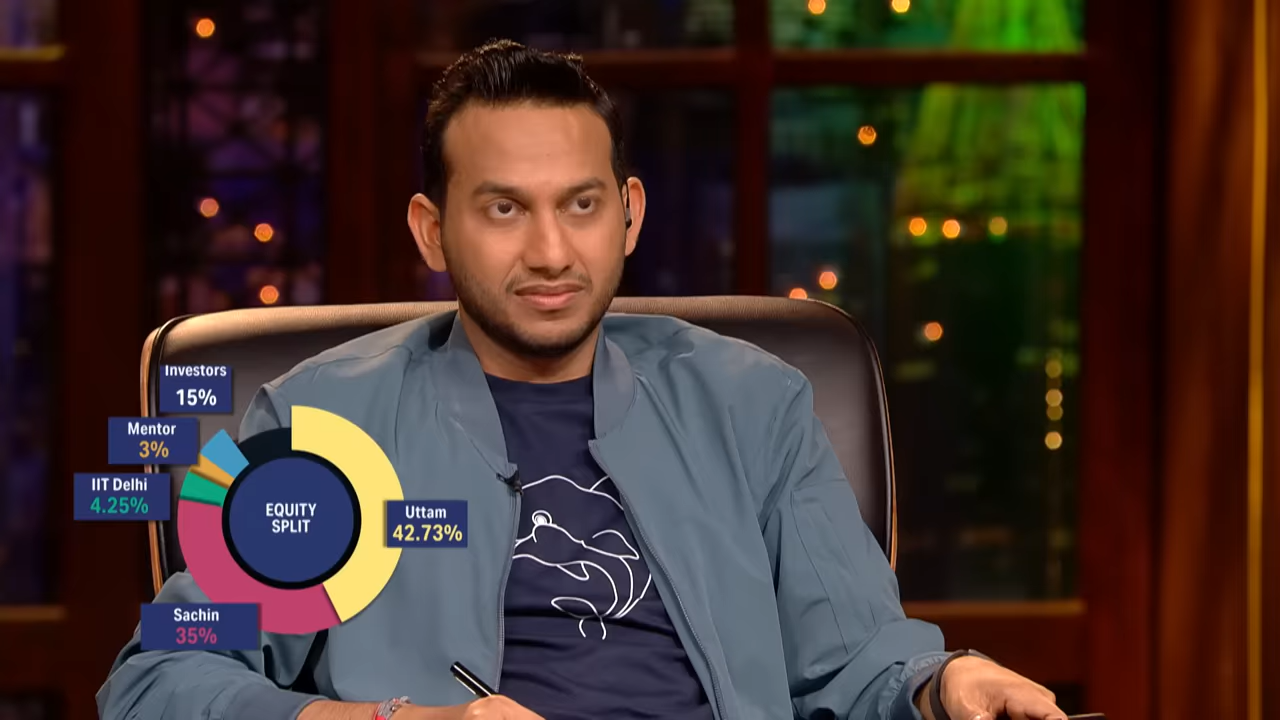 Investors
15%
Mentor
3%
IIT Delhi
4.25%
EQUITY
SPLIT
Uttam
42.73%
Sachin
35%